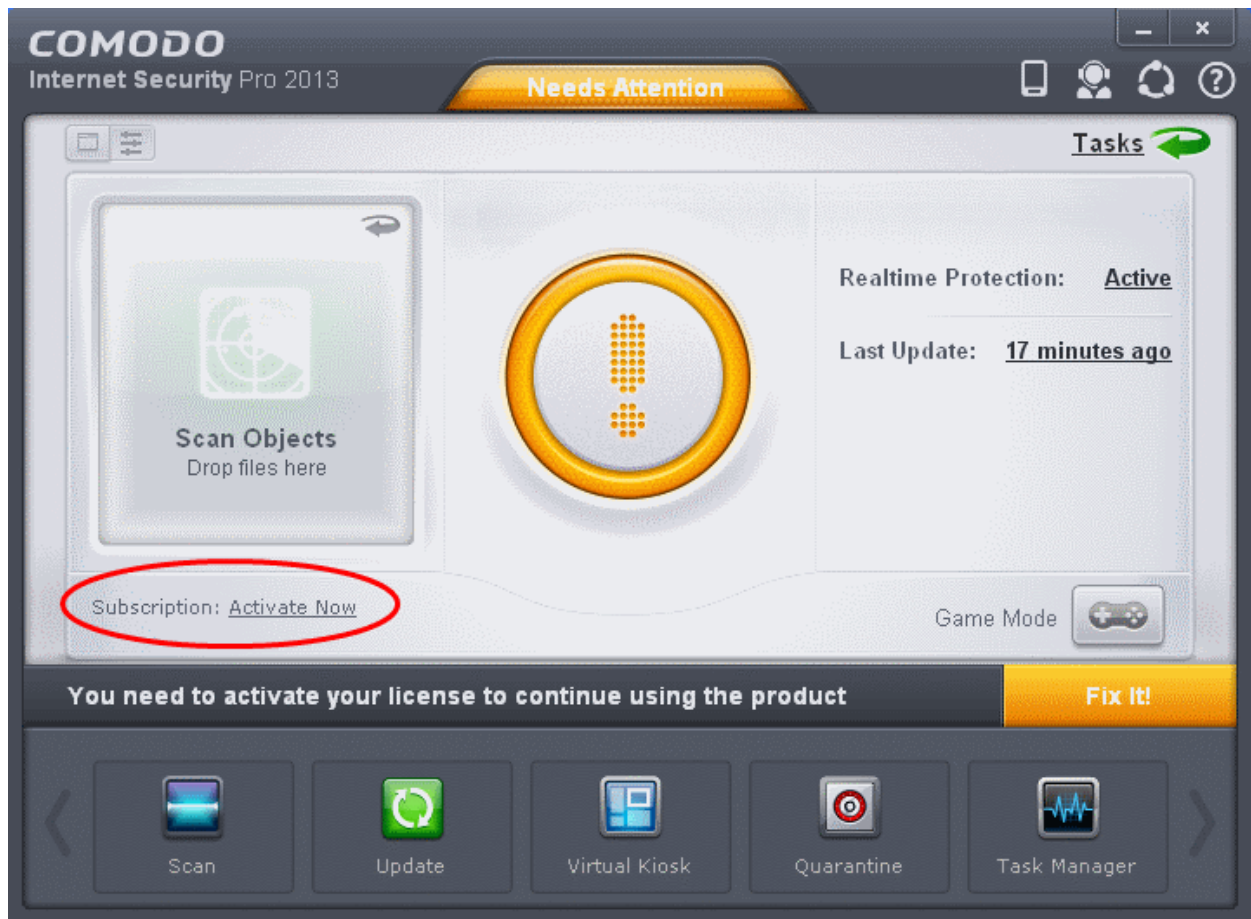 COMODO
Internet Security Pro 2013
Needs Attention
Tasks
Scan Objects
Drop files here
Realtime Protection: Active
Last Update: 17 minutes ago
Subscription: Activate Now
Game Mode
You need to activate your license to continue using the product
Fix It!
Scan
Update
Virtual Kiosk
Quarantine
Task Manager